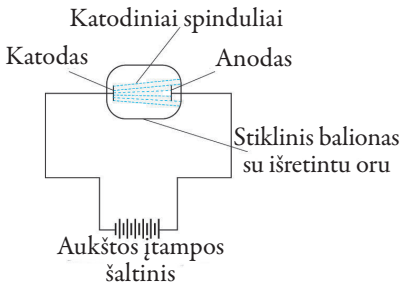 Katodiniai spinduliai
Katodas
Anodas
Stiklinis balionas
su išretintu oru
Aukštos įtampos
šaltinis